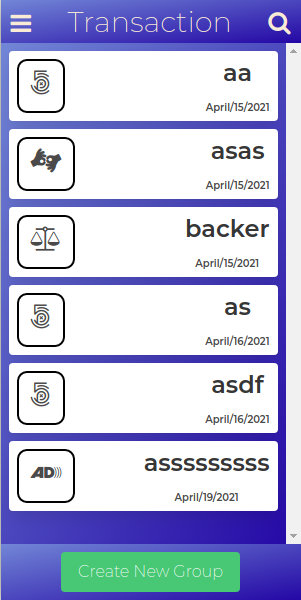 Transaction
aa
April/15/2021
asas
April/15/2021
backer
April/15/2021
as
April/16/2021
asdf
April/16/2021
AD
asssssssss
April/19/2021
Create New Group